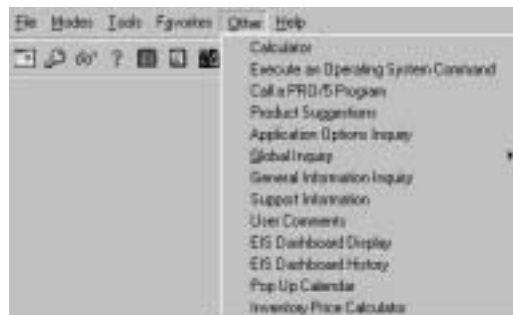 File Modes Tools Favorites Other Help
?
Calculator
Execute an Operating System Command
Call a PRO/5 Program
Product Suggestions
Application Options Inquiry
Global Inquiry
General Information Inquiry
Support Information
User Comments
EIS Dashboard Display
EIS Dashboard History
Pop Up Calendar
Inventory Price Calculator